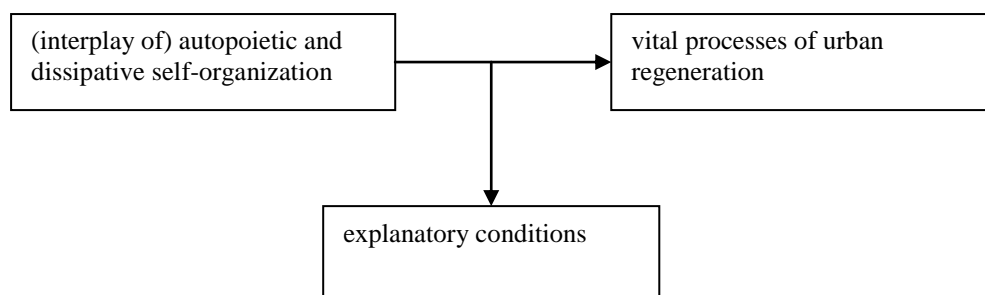 (interplay of) autopoietic and
dissipative self-organization
vital processes of urban
regeneration
explanatory conditions